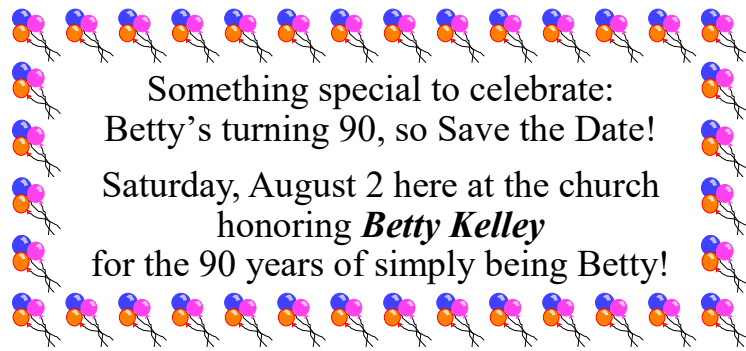 Something special to celebrate:
Betty’s turning 90, so Save the Date!
Saturday, August 2 here at the church
honoring Betty Kelley
for the 90 years of simply being Betty!